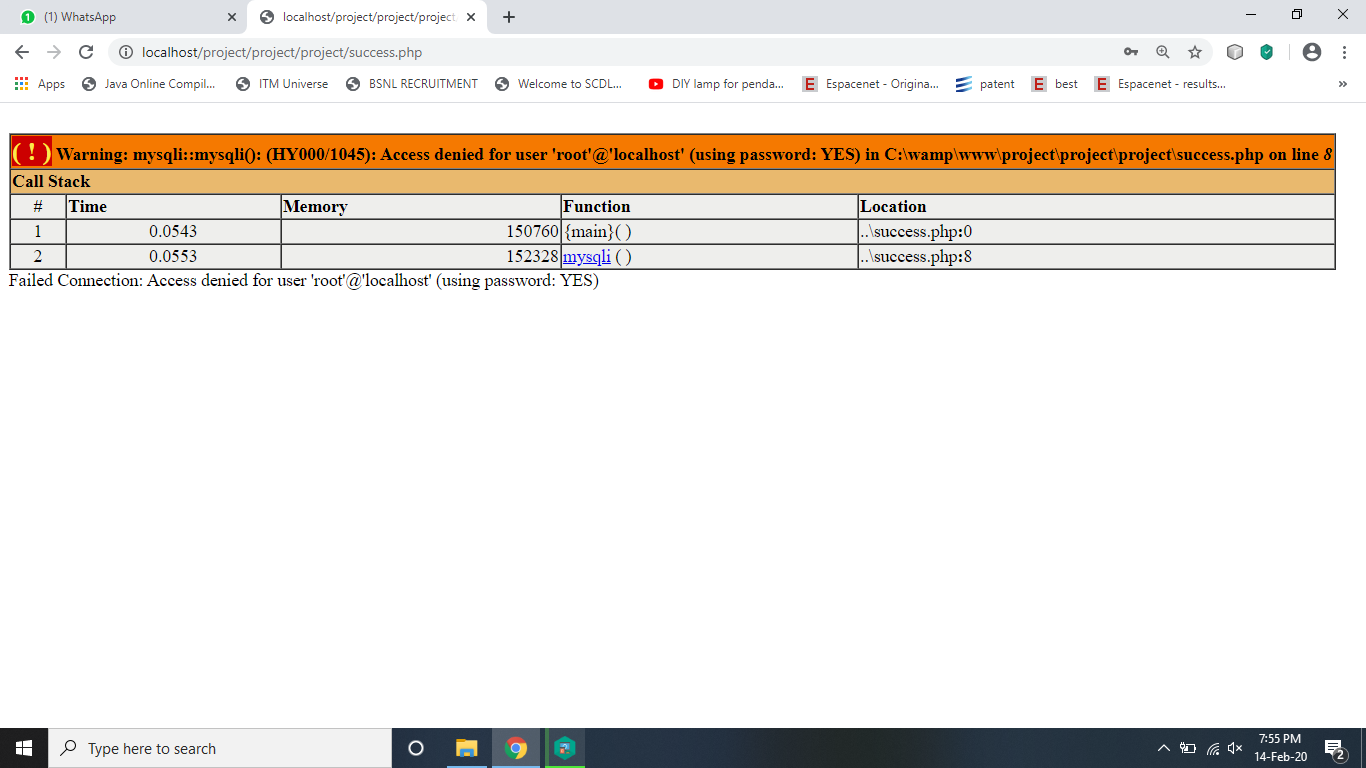 (1) WhatsApp
localhost/project/project/project
localhost/project/project/project/success.php
Apps Java Online Compil... ITM Universe BSNL RECRUITMENT Welcome to SCDL... DIY lamp for penda... Espacenet - Origina... patent best Espacenet - results... »
( ! ) Warning: mysqli::mysqli(): (HY000/1045): Access denied for user 'root'@'localhost' (using password: YES) in C:\wamp\www\project\project\project\success.php on line 8
Call Stack
# Time Memory Function Location
1 0.0543 150760 {main}( ) ..\success.php:0
2 0.0553 152328 mysqli ( ) ..\success.php:8
Failed Connection: Access denied for user 'root'@'localhost' (using password: YES)
Type here to search
7:55 PM
14-Feb-20
2